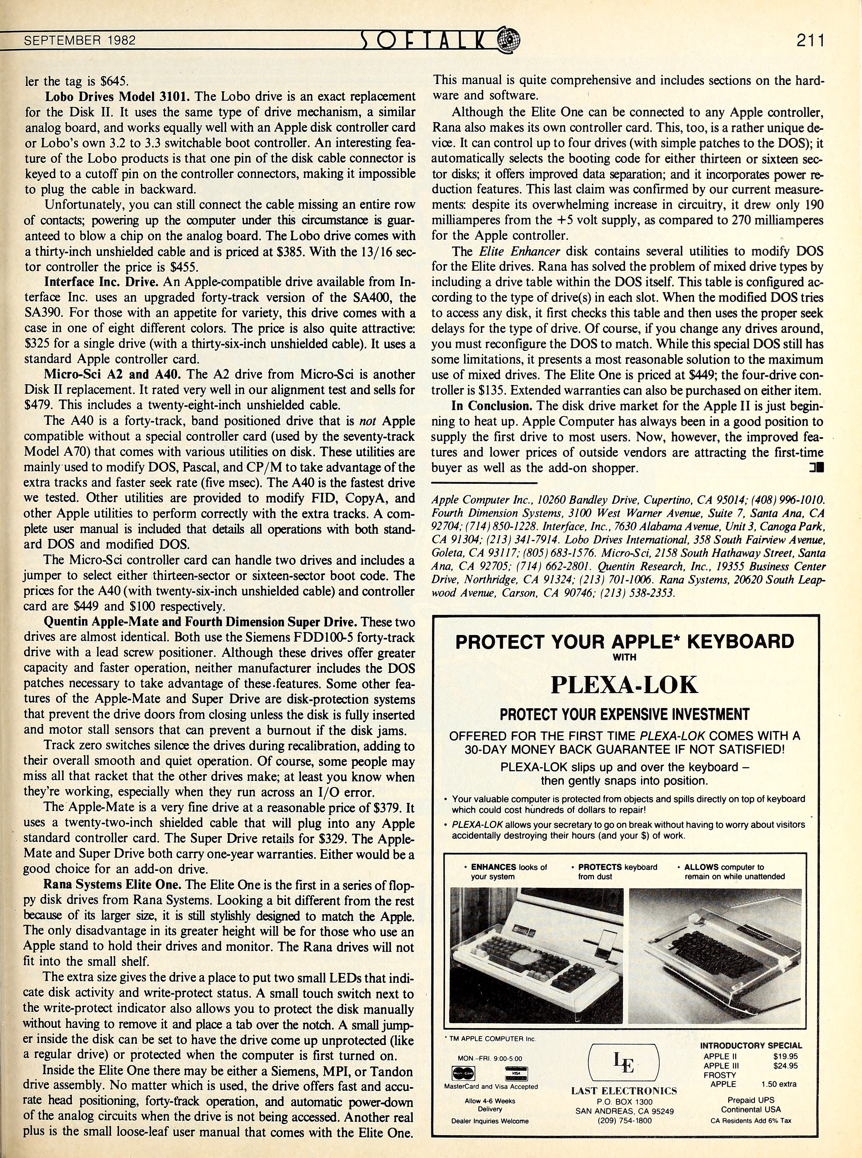 SEPTEMBER 1982
SOFTALK
211
ler the tag is $645.
Lobo Drives Model 3101. The Lobo drive is an exact replacement
for the Disk II. It uses the same type of drive mechanism, a similar
analog board, and works equally well with an Apple disk controller card
or Lobo's own 3.2 to 3.3 switchable boot controller. An interesting fea-
ture of the Lobo products is that one pin of the disk cable connector is
keyed to a cutoff pin on the controller connectors, making it impossible
to plug the cable in backward.
Unfortunately, you can still connect the cable missing an entire row
of contacts; powering up the computer under this circumstance is guar-
anteed to blow a chip on the analog board. The Lobo drive comes with
a thirty-inch unshielded cable and is priced at $385. With the 13/16 sec-
tor controller the price is $455.
Interface Inc. Drive. An Apple-compatible drive available from In-
terface Inc. uses an upgraded forty-track version of the SA400, the
SA390. For those with an appetite for variety, this drive comes with a
case in one of eight different colors. The price is also quite attractive:
$325 for a single drive (with a thirty-six-inch unshielded cable). It uses a
standard Apple controller card.
Micro-Sci A2 and A40. The A2 drive from Micro-Sci is another
Disk II replacement. It rated very well in our alignment test and sells for
$479. This includes a twenty-eight-inch unshielded cable.
The A40 is a forty-track, band positioned drive that is not Apple
compatible without a special controller card (used by the seventy-track
Model A70) that comes with various utilities on disk. These utilities are
mainly used to modify DOS, Pascal, and CP/M to take advantage of the
extra tracks and faster seek rate (five msec). The A40 is the fastest drive
we tested. Other utilities are provided to modify FID, CopyA, and
other Apple utilities to perform correctly with the extra tracks. A com-
plete user manual is included that details all operations with both stand-
ard DOS and modified DOS.
The Micro-Sci controller card can handle two drives and includes a
jumper to select either thirteen-sector or sixteen-sector boot code. The
prices for the A40 (with twenty-six-inch unshielded cable) and controller
card are $449 and $100 respectively.
Quentin Apple-Mate and Fourth Dimension Super Drive. These two
drives are almost identical. Both use the Siemens FDD100-5 forty-track
drive with a lead screw positioner. Although these drives offer greater
capacity and faster operation, neither manufacturer includes the DOS
patches necessary to take advantage of these features. Some other fea-
tures of the Apple-Mate and Super Drive are disk-protection systems
that prevent the drive doors from closing unless the disk is fully inserted
and motor stall sensors that can prevent a burnout if the disk jams.
Track zero switches silence the drives during recalibration, adding to
their overall smooth and quiet operation. Of course, some people may
miss all that racket that the other drives make; at least you know when
they're working, especially when they run across an I/O error.
The Apple-Mate is a very fine drive at a reasonable price of $379. It
uses a twenty-two-inch shielded cable that will plug into any Apple
standard controller card. The Super Drive retails for $329. The Apple-
Mate and Super Drive both carry one-year warranties. Either would be a
good choice for an add-on drive.
Rana Systems Elite One. The Elite One is the first in a series of flop-
py disk drives from Rana Systems. Looking a bit different from the rest
because of its larger size, it is still stylishly designed to match the Apple.
The only disadvantage in its greater height will be for those who use an
Apple stand to hold their drives and monitor. The Rana drives will not
fit into the small shelf.
The extra size gives the drive a place to put two small LEDs that indi-
cate disk activity and write-protect status. A small touch switch next to
the write-protect indicator also allows you to protect the disk manually
without having to remove it and place a tab over the notch. A small jump-
er inside the disk can be set to have the drive come up unprotected (like
a regular drive) or protected when the computer is first turned on.
Inside the Elite One there may be either a Siemens, MPI, or Tandon
drive assembly. No matter which is used, the drive offers fast and accu-
rate head positioning, forty-track operation, and automatic power-down
of the analog circuits when the drive is not being accessed. Another real
plus is the small loose-leaf user manual that comes with the Elite One.
This manual is quite comprehensive and includes sections on the hard-
ware and software.
Although the Elite One can be connected to any Apple controller,
Rana also makes its own controller card. This, too, is a rather unique de-
vice. It can control up to four drives (with simple patches to the DOS); it
automatically selects the booting code for either thirteen or sixteen sec-
tor disks; it offers improved data separation; and it incorporates power re-
duction features. This last claim was confirmed by our current measure-
ments: despite its overwhelming increase in circuitry, it drew only 190
milliamperes from the +5 volt supply, as compared to 270 milliamperes
for the Apple controller.
The Elite Enhancer disk contains several utilities to modify DOS
for the Elite drives. Rana has solved the problem of mixed drive types by
including a drive table within the DOS itself. This table is configured ac-
cording to the type of drive(s) in each slot. When the modified DOS tries
to access any disk, it first checks this table and then uses the proper seek
delays for the type of drive. Of course, if you change any drives around,
you must reconfigure the DOS to match. While this special DOS still has
some limitations, it presents a most reasonable solution to the maximum
use of mixed drives. The Elite One is priced at $449; the four-drive con-
troller is $135. Extended warranties can also be purchased on either item.
In Conclusion. The disk drive market for the Apple II is just begin-
ning to heat up. Apple Computer has always been in a good position to
supply the first drive to most users. Now, however, the improved fea-
tures and lower prices of outside vendors are attracting the first-time
buyer as well as the add-on shopper.
Apple Computer Inc., 10260 Bandley Drive, Cupertino, CA 95014; (408) 996-1010.
Fourth Dimension Systems, 3100 West Warner Avenue, Suite 7, Santa Ana, CA
92704; (714) 850-1228. Interface, Inc., 7630 Alabama Avenue, Unit 3, Canoga Park,
CA 91304; (213) 341-7914. Lobo Drives International, 358 South Fairview Avenue,
Goleta, CA 93117; (805) 683-1576. Micro-Sci, 2158 South Hathaway Street, Santa
Ana, CA 92705; (714) 662-2801. Quentin Research, Inc., 19355 Business Center
Drive, Northridge, CA 91324; (213) 701-1006. Rana Systems, 20620 South Leap-
wood Avenue, Carson, CA 90746; (213) 538-2353.
PROTECT YOUR APPLE* KEYBOARD
WITH
PLEXA-LOK
PROTECT YOUR EXPENSIVE INVESTMENT
OFFERED FOR THE FIRST TIME PLEXA-LOK COMES WITH A
30-DAY MONEY BACK GUARANTEE IF NOT SATISFIED!
PLEXA-LOK slips up and over the keyboard –
then gently snaps into position.
• Your valuable computer is protected from objects and spills directly on top of keyboard
which could cost hundreds of dollars to repair!
• PLEXA-LOK allows your secretary to go on break without having to worry about visitors
accidentally destroying their hours (and your $) of work.
• ENHANCES looks of
your system
• PROTECTS keyboard
from dust
• ALLOWS computer to
remain on while unattended
* TM APPLE COMPUTER Inc.
MON.-FRI. 9:00-5:00
VISA
MasterCard and Visa Accepted
Allow 4-6 Weeks
Delivery
Dealer Inquiries Welcome
LE
LAST ELECTRONICS
P.O. BOX 1300
SAN ANDREAS, CA 95249
(209) 754-1800
INTRODUCTORY SPECIAL
APPLE II $19.95
APPLE III $24.95
FROSTY
APPLE 1.50 extra
Prepaid UPS
Continental USA
CA Residents Add 6% Tax